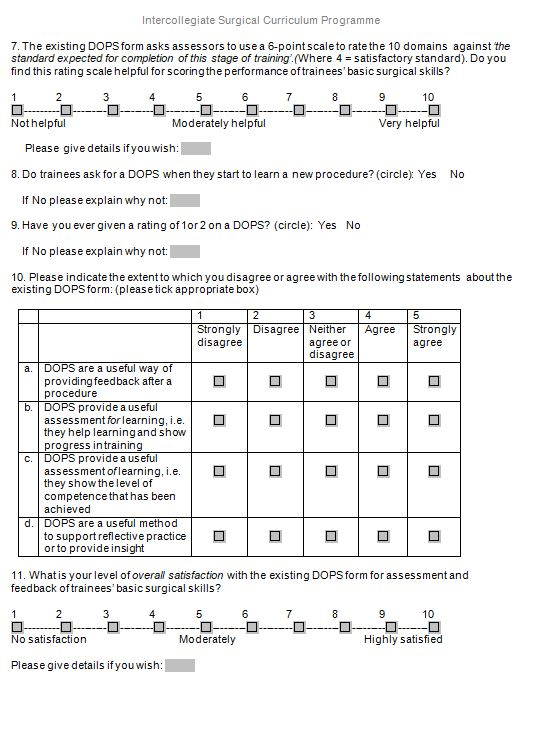 Intercollegiate Surgical Curriculum Programme
7. The existing DOPS form asks assessors to use a 6-point scale to rate the 10 domains against 'the
standard expected for completion of this stage of training'.(Where 4 = satisfactory standard). Do you
find this rating scale helpful for scoring the performance of trainees' basic surgical skills?
1 2 3 4 5 6 7 8 9 10
Not helpful Moderately helpful Very helpful
Please give details if you wish:
8. Do trainees ask for a DOPS when they start to learn a new procedure? (circle): Yes No
If No please explain why not:
9. Have you ever given a rating of 1 or 2 on a DOPS? (circle): Yes No
If No please explain why not:
10. Please indicate the extent to which you disagree or agree with the following statements about the
existing DOPS form: (please tick appropriate box)
1 2 3 4 5
Strongly Disagree Neither Agree Strongly
disagree agree or agree
disagree
a. DOPS are a useful way of
providing feedback after a
procedure
b. DOPS provide a useful
assessment for learning, i.e.
they help learning and show
progress in training
c. DOPS provide a useful
assessment of learning, i.e.
they show the level of
competence that has been
achieved
d. DOPS are a useful method
to support reflective practice
or to provide insight
11. What is your level of overall satisfaction with the existing DOPS form for assessment and
feedback of trainees' basic surgical skills?
1 2 3 4 5 6 7 8 9 10
No satisfaction Moderately Highly satisfied
Please give details if you wish: